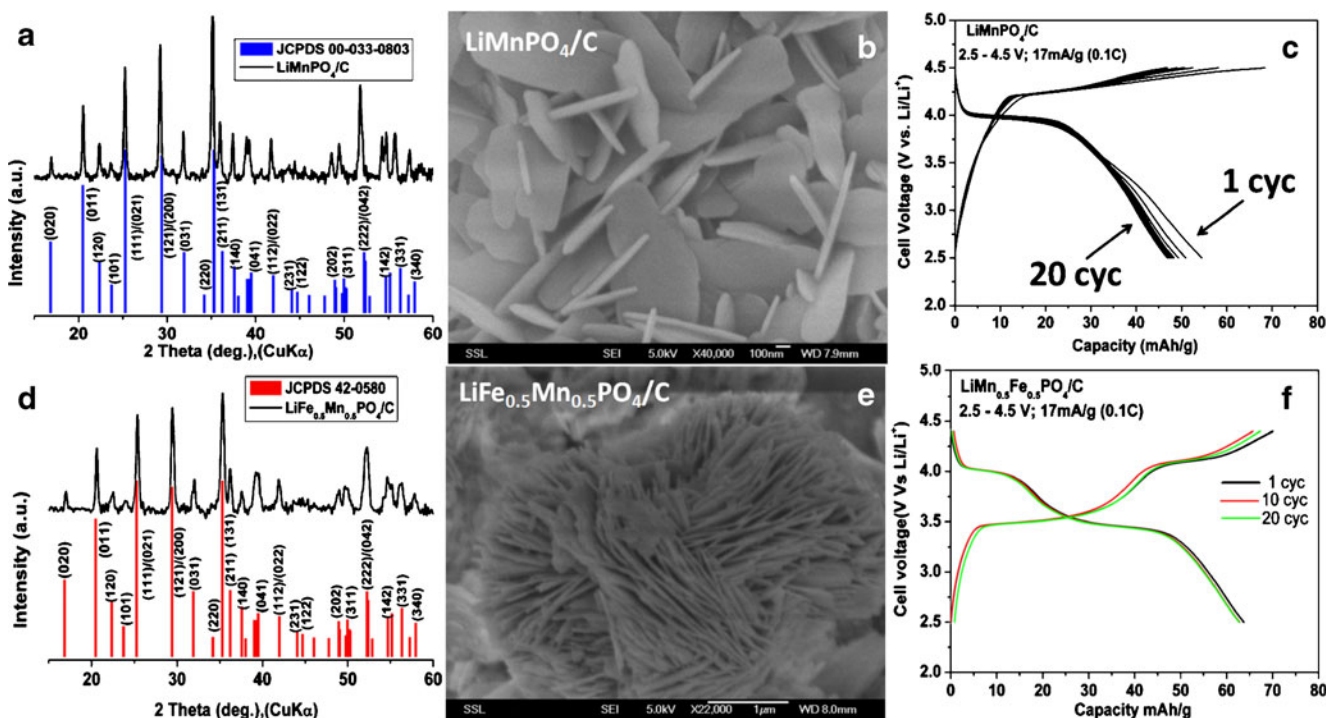 a
JCPDS 00-033-0803
LiMnPO₄/C
Intensity (a.u.)
(020)
(011)
(120)
(101)
(111)/(021)
(121)/(200)
(031)
(220)
(211) (131)
(140)
(041)
(112)/(022)
(231)
(122)
(202)
(311)
(222)/(042)
(142)
(331)
(340)
20 30 40 50 60
2 Theta (deg.),(CuKα)
LiMnPO₄/C
b
SSL SEI 5.0kV X40,000 100nm WD 7.9mm
LiMnPO₄/C
c
2.5 - 4.5 V; 17mA/g (0.1C)
Cell Voltage (V vs. Li/Li⁺)
5.0
4.5
4.0
3.5
3.0
2.5
2.0
1 cyc
20 cyc
0 10 20 30 40 50 60 70 80
Capacity (mAh/g)
d
JCPDS 42-0580
LiFe₀.₅Mn₀.₅PO₄/C
Intensity (a.u.)
(020)
(011)
(120)
(101)
(111)/(021)
(121)/(200)
(031)
(220)
(211) (131)
(140)
(041)
(112)/(022)
(231)
(122)
(202)
(311)
(222)/(042)
(142)
(331)
(340)
20 30 40 50 60
2 Theta (deg.),(CuKα)
LiFe₀.₅Mn₀.₅PO₄/C
e
SSL SEI 5.0kV X22,000 1µm WD 8.0mm
LiMn₀.₅Fe₀.₅PO₄/C
f
2.5 - 4.5 V; 17mA/g (0.1C)
Cell voltage(V Vs Li/Li⁺)
5.0
4.5
4.0
3.5
3.0
2.5
2.0
1 cyc
10 cyc
20 cyc
0 10 20 30 40 50 60 70 80
Capacity mAh/g